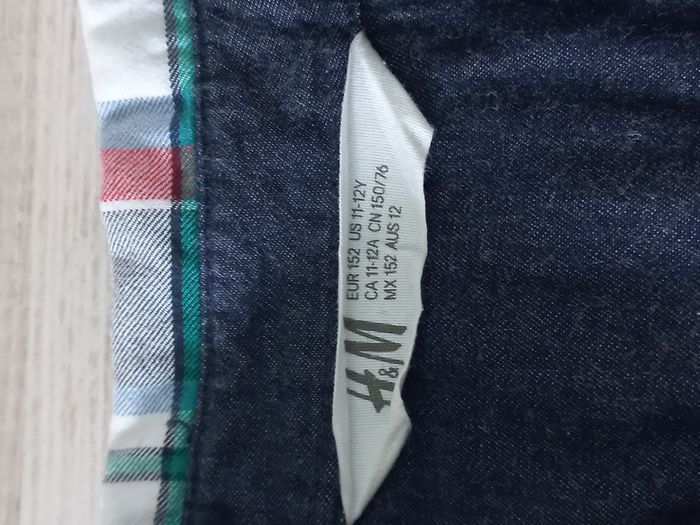 H&M
EUR 152 US 11-12Y
CA 11-12A CN 150/76
MX 152 AUS 12